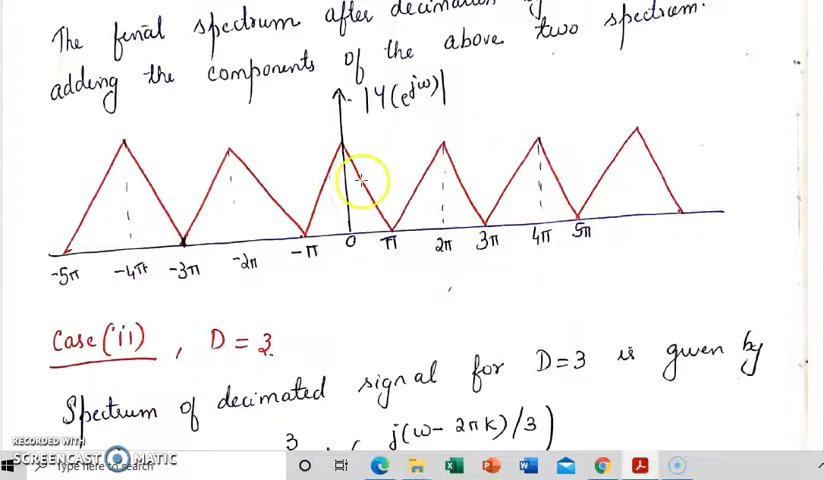 The final spectrum after decimation
adding the components of the above two spectrum.
|Y(e^jω)|
-5π -4π -3π -2π -π 0 π 2π 3π 4π 5π
Case(ii), D = 3
Spectrum of decimated signal for D=3 is given by
3 j(ω-2πk)/3
RECORDED WITH
SCREENCAST MATIC
Type here to search